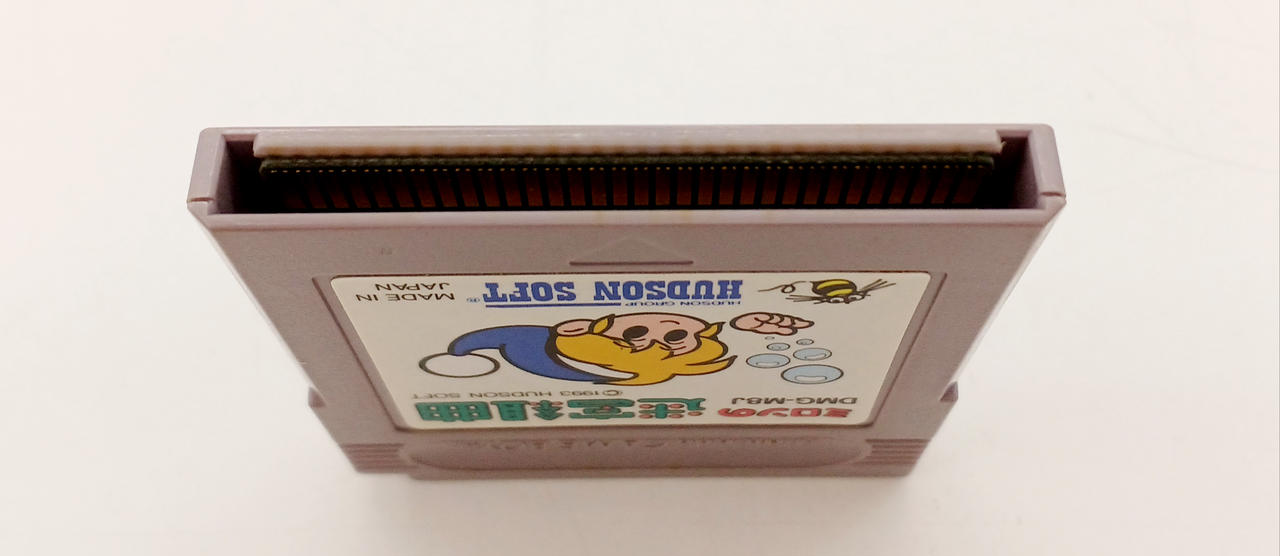 DMG-M8J
ミロンの
迷宮組曲
©1993 HUDSON SOFT
HUDSON GROUP
HUDSON SOFT®
MADE IN
JAPAN